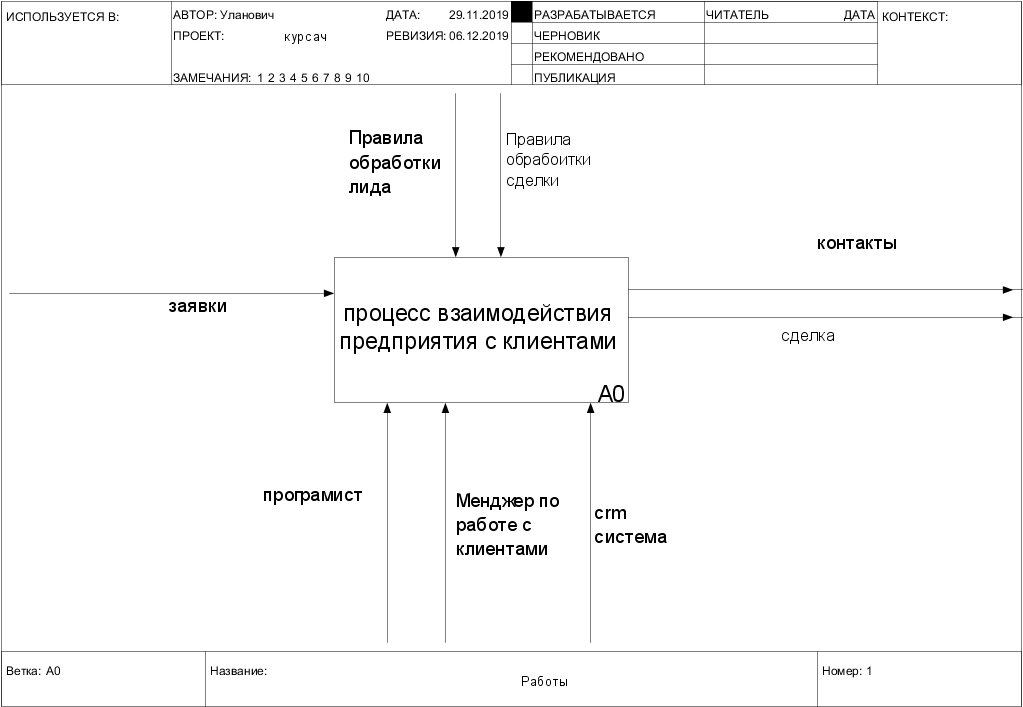 ИСПОЛЬЗУЕТСЯ В:
АВТОР: Уланович
ДАТА: 29.11.2019
РАЗРАБАТЫВАЕТСЯ
ЧИТАТЕЛЬ
ДАТА
КОНТЕКСТ:
ПРОЕКТ: курсач
РЕВИЗИЯ: 06.12.2019
ЧЕРНОВИК
РЕКОМЕНДОВАНО
ЗАМЕЧАНИЯ: 1 2 3 4 5 6 7 8 9 10
ПУБЛИКАЦИЯ
Правила
обработки
лида
Правила
обрабоитки
сделки
контакты
заявки
процесс взаимодействия
предприятия с клиентами
A0
сделка
програмист
Менджер по
работе с
клиентами
crm
система
Ветка: A0
Название:
Работы
Номер: 1